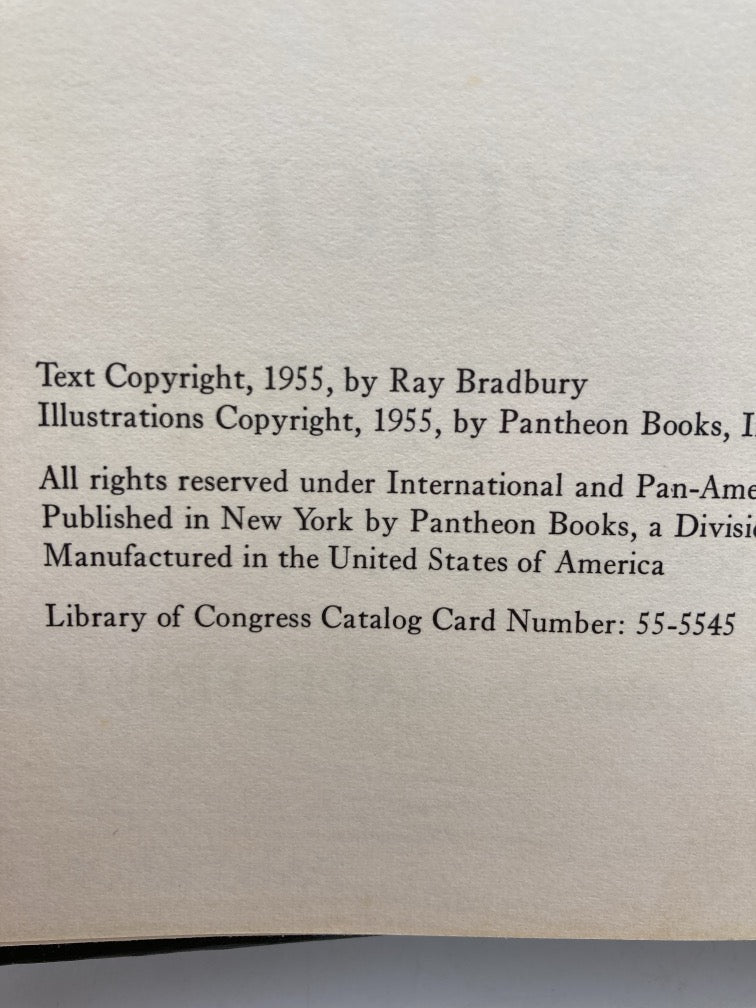 Text Copyright, 1955, by Ray Bradbury
Illustrations Copyright, 1955, by Pantheon Books,
All rights reserved under International and
Published in New York by Pantheon Books, a
Manufactured in the United States of America
Library of Congress Catalog Card Number: 55-5545